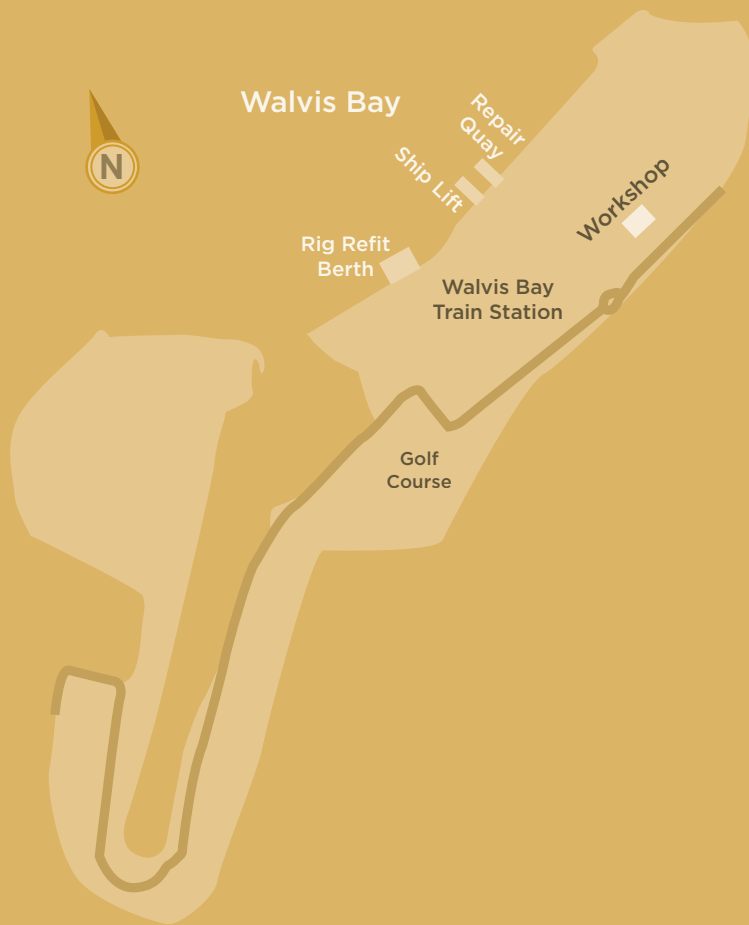 Walvis Bay
Repair
Quay
Ship Lift
N
Workshop
Rig Refit
Berth
Walvis Bay
Train Station
Golf
Course